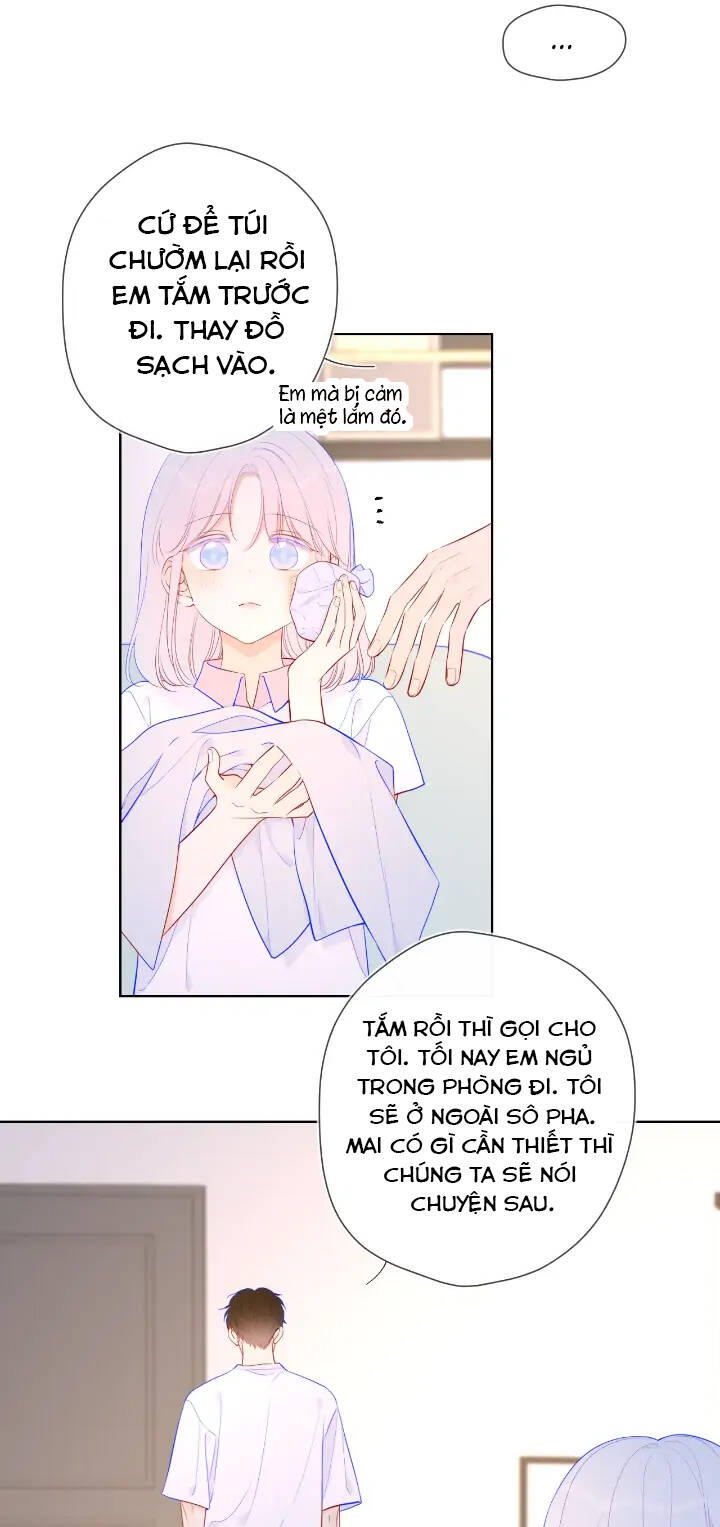 ...
CỨ ĐỂ TÚI
CHƯỜM LẠI RỒI
EM TẮM TRƯỚC
ĐI. THAY ĐỒ
SẠCH VÀO.
Em mà bị cảm
là mệt lắm đó.
TẮM RỒI THÌ GỌI CHO
TÔI. TỐI NAY EM NGỦ
TRONG PHÒNG ĐI. TÔI
SẼ Ở NGOÀI SÔ PHA.
MAI CÓ GÌ CẦN THIẾT THÌ
CHÚNG TA SẼ NÓI
CHUYỆN SAU.